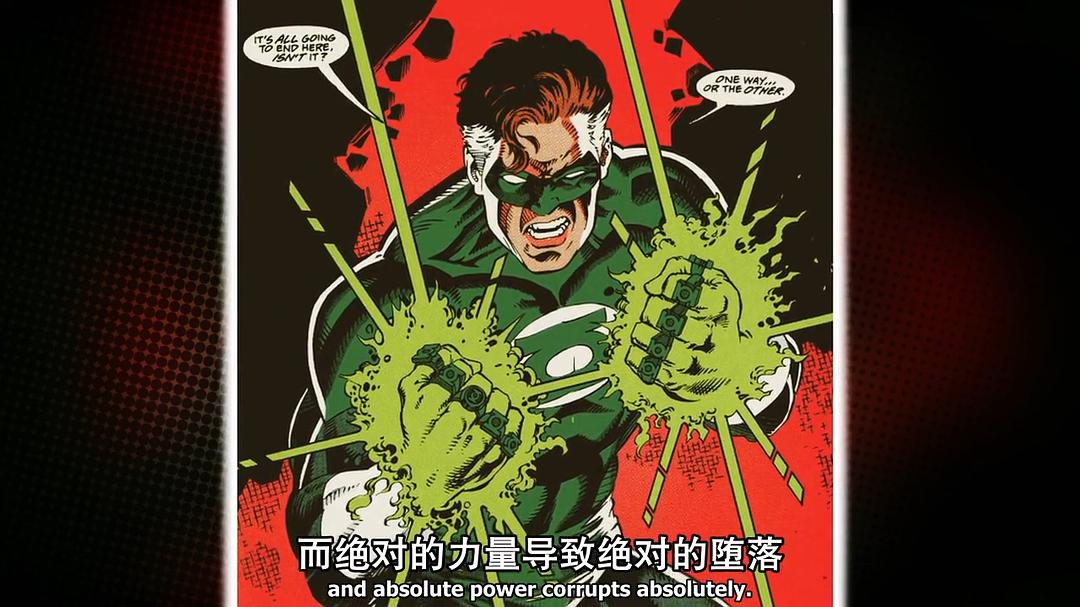 IT'S ALL GOING
TO END HERE,
ISN'T IT?
ONE WAY...
OR THE OTHER.
而绝对的力量导致绝对的堕落
and absolute power corrupts absolutely.